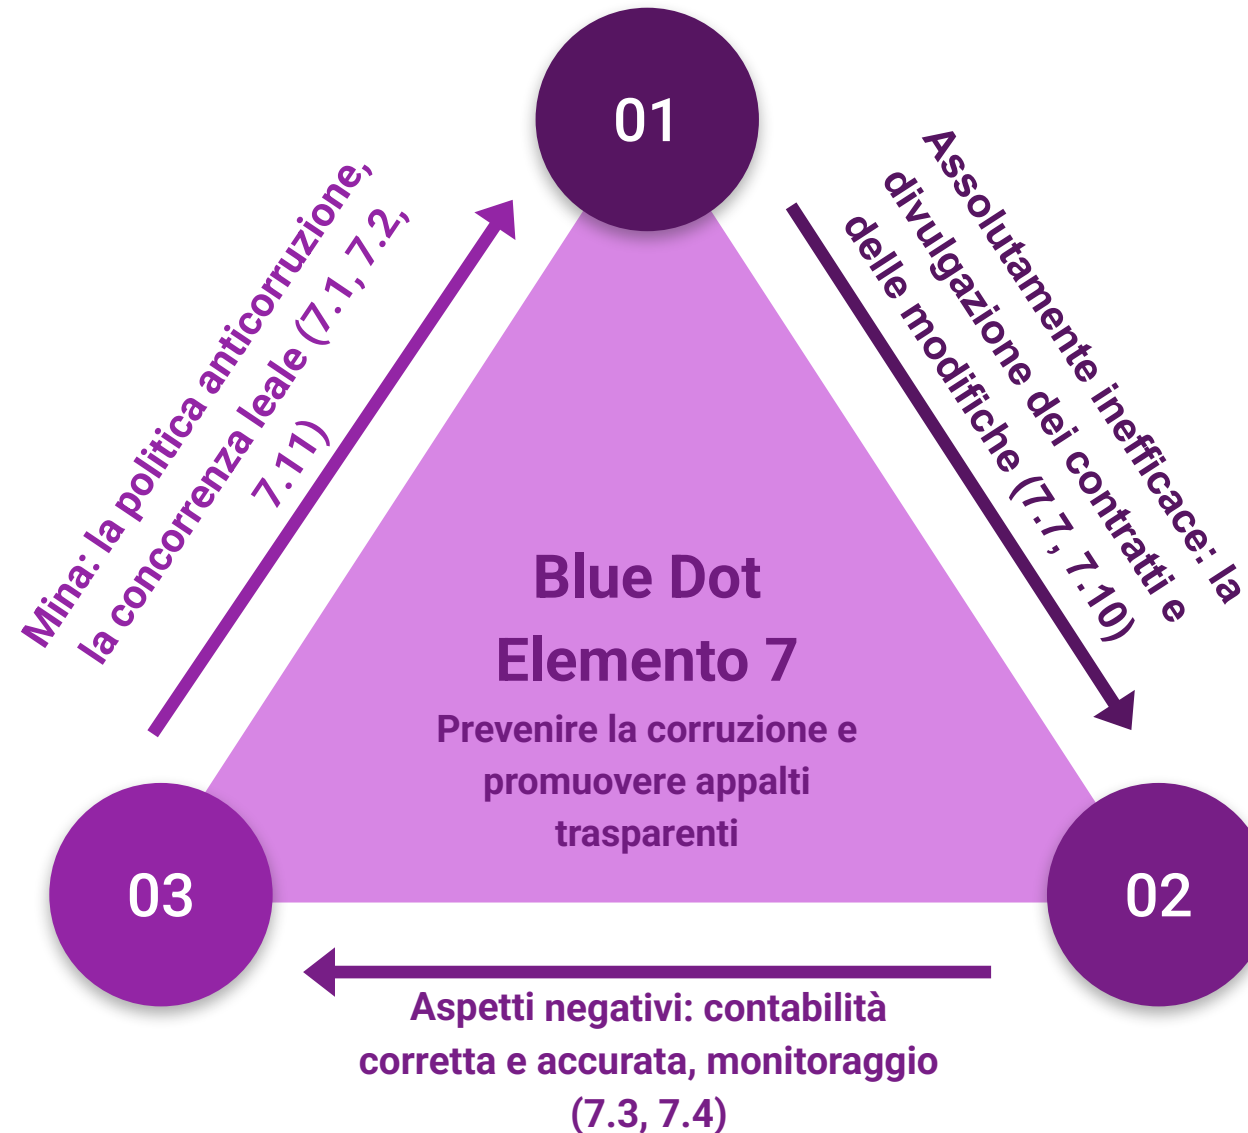 01
Assolutamente inefficace: la
divulgazione dei contratti e
delle modifiche (7.7, 7.10)
Mina: la politica anticorruzione,
la concorrenza leale (7.1, 7.2,
7.11)
Blue Dot
Elemento 7
Prevenire la corruzione e
promuovere appalti
trasparenti
03
02
Aspetti negativi: contabilità
corretta e accurata, monitoraggio
(7.3, 7.4)